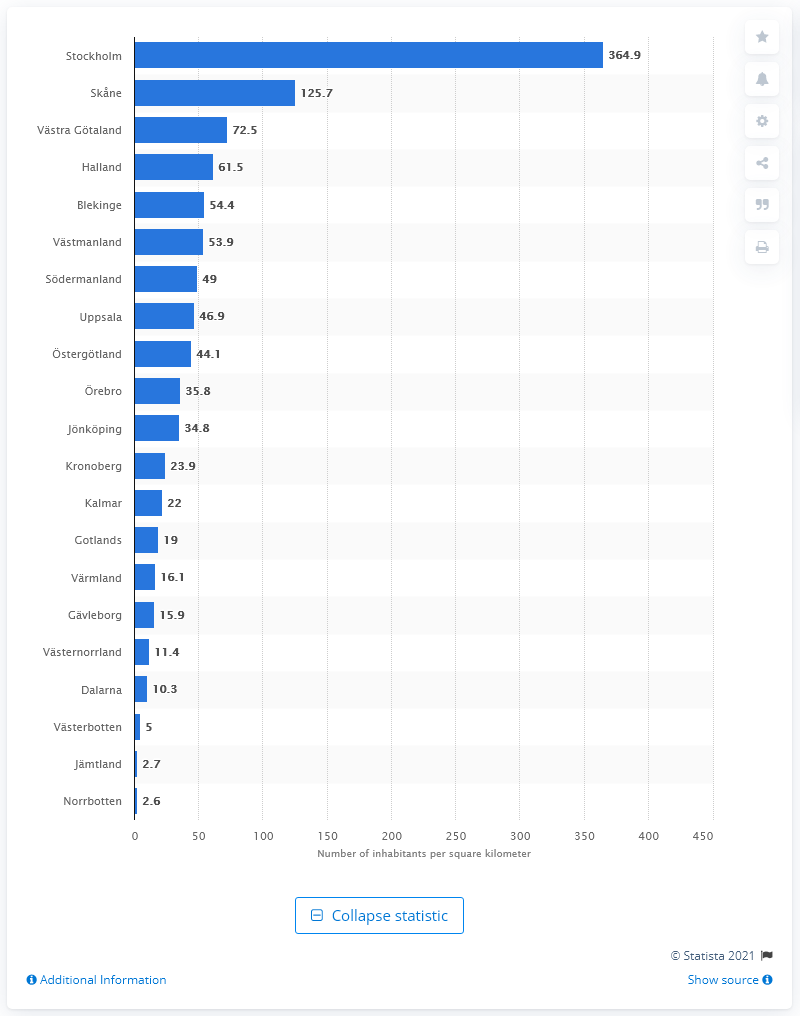 Stockholm 364.9
Skåne 125.7
Västra Götaland 72.5
Halland 61.5
Blekinge 54.4
Västmanland 53.9
Södermanland 49
Uppsala 46.9
Östergötland 44.1
Örebro 35.8
Jönköping 34.8
Kronoberg 23.9
Kalmar 22
Gotlands 19
Värmland 16.1
Gävleborg 15.9
Västernorrland 11.4
Dalarna 10.3
Västerbotten 5
Jämtland 2.7
Norrbotten 2.6
0 50 100 150 200 250 300 350 400 450
Number of inhabitants per square kilometer
Collapse statistic
© Statista 2021
Additional Information Show source